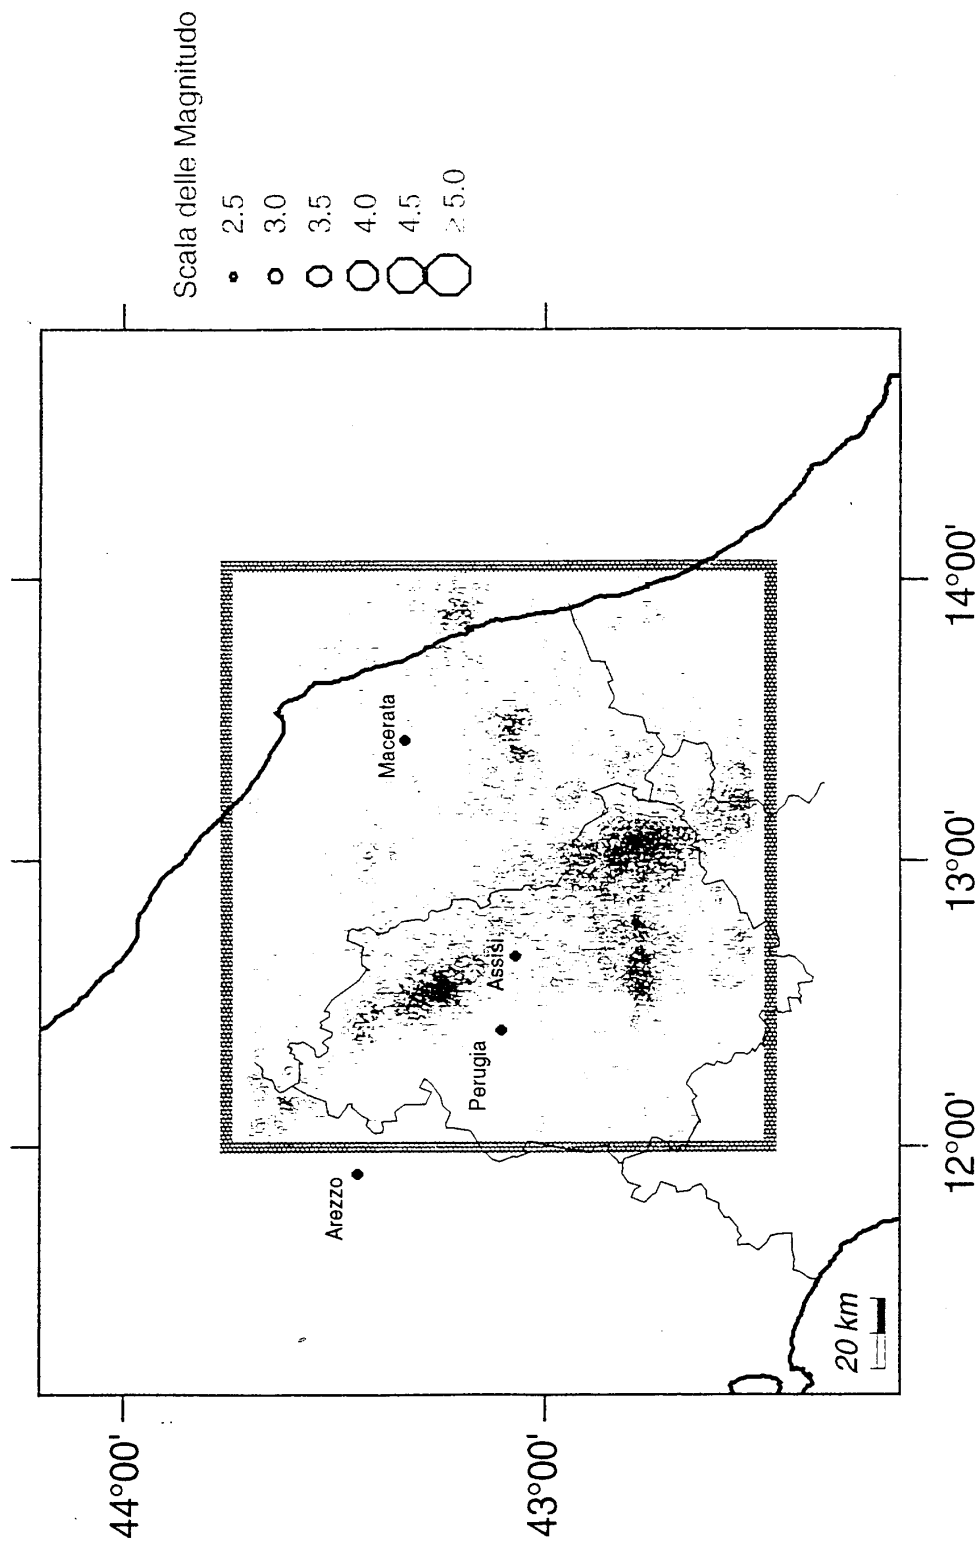 Scala delle Magnitudo
2.5
3.0
3.5
4.0
4.5
≥ 5.0
44°00'
43°00'
12°00'
13°00'
14°00'
Arezzo
Perugia
Assisi
Macerata
20 km